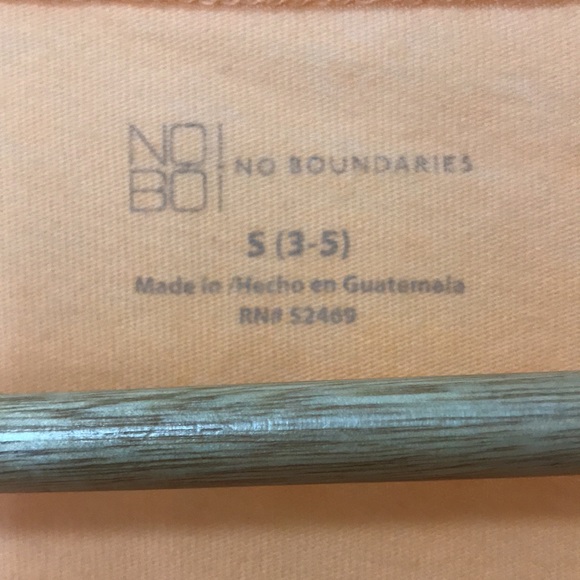 NO!
BO¡
NO BOUNDARIES
S (3-5)
Made in /Hecho en Guatemala
RN# 52469